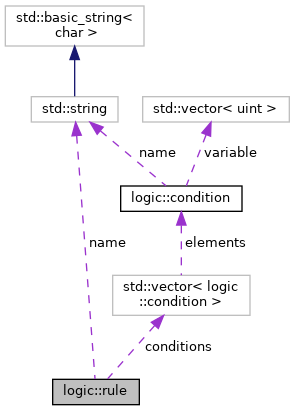 std::basic_string<
char >
std::string
std::vector< uint >
name
variable
logic::condition
name
elements
std::vector< logic
::condition >
conditions
logic::rule